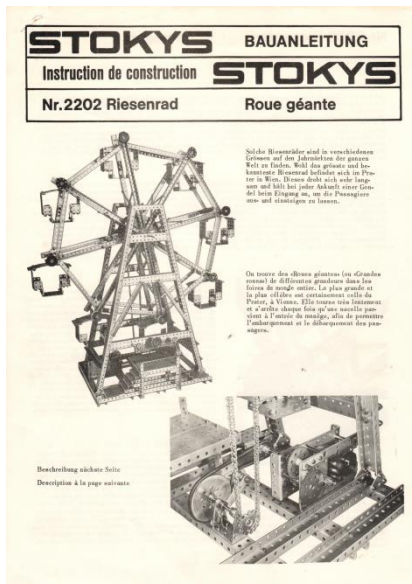 STOKYS BAUANLEITUNG
Instruction de construction STOKYS
Nr. 2202 Riesenrad Roue géante
Solche Riesenräder sind in verschiedenen
Grössen auf den Jahrmärkten der ganzen
Welt zu finden. Wohl das grösste und be-
kannteste Riesenrad befindet sich im Pra-
ter in Wien. Dieses dreht sich sehr lang-
sam und hält bei jeder Ankunft einer Gon-
del beim Eingang an, um die Passagiere
aus- und einsteigen zu lassen.
On trouve des «Roues géantes» (ou «Grandes
roues») de différentes grandeurs dans les
foires du monde entier. La plus grande et
la plus célèbre est certainement celle du
Prater, à Vienne. Elle tourne très lentement
et s'arrête chaque fois qu'une nacelle par-
vient à l'entrée du manège, afin de permettre
l'embarquement et le débarquement des pas-
sagers.
Beschreibung nächste Seite
Description à la page suivante